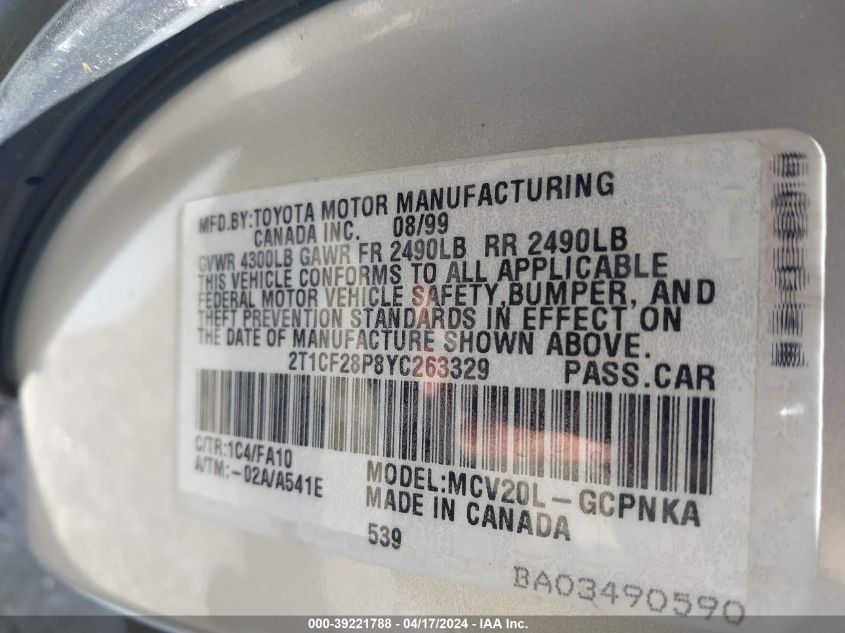 MFD.BY:TOYOTA MOTOR MANUFACTURING
CANADA INC. 08/99
GVWR 4300LB GAWR FR 2490LB RR 2490LB
THIS VEHICLE CONFORMS TO ALL APPLICABLE
FEDERAL MOTOR VEHICLE SAFETY,BUMPER, AND
THEFT PREVENTION STANDARDS IN EFFECT ON
THE DATE OF MANUFACTURE SHOWN ABOVE.
2T1CF28P8YC263329 PASS.CAR
C/TR:1C4/FA10
A/TM:-02A/A541E
MODEL:MCV20L-GCPNKA
MADE IN CANADA
539
BA03490590
000-39221788 - 04/17/2024 - IAA Inc.